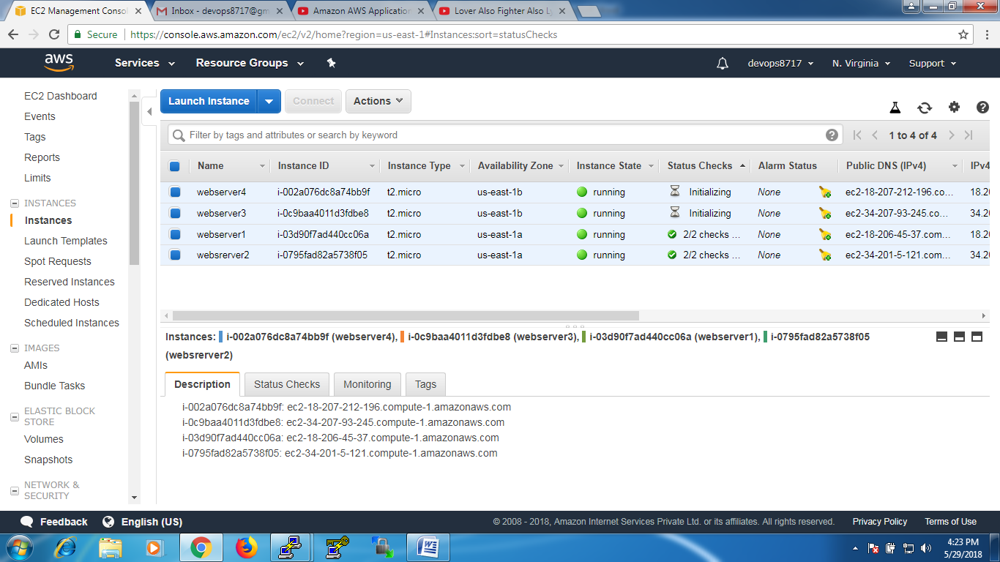 EC2 Management Conso
Inbox - devops8717@gm
Amazon AWS Application
Lover Also Fighter Also L
Secure
https://console.aws.amazon.com/ec2/v2/home?region=us-east-1#Instances:sort=statusChecks
aws
Services
Resource Groups
devops8717
N. Virginia
Support
EC2 Dashboard
Events
Tags
Reports
Limits
INSTANCES
Instances
Launch Templates
Spot Requests
Reserved Instances
Dedicated Hosts
Scheduled Instances
IMAGES
AMIs
Bundle Tasks
ELASTIC BLOCK
STORE
Volumes
Snapshots
NETWORK &
SECURITY
Launch Instance
Connect
Actions
Filter by tags and attributes or search by keyword
1 to 4 of 4
Name Instance ID Instance Type Availability Zone Instance State Status Checks Alarm Status Public DNS (IPv4) IPv4
webserver4 i-002a076dc8a74bb9f t2.micro us-east-1b running Initializing None ec2-18-207-212-196.co... 18.20
webserver3 i-0c9baa4011d3fdbe8 t2.micro us-east-1b running Initializing None ec2-34-207-93-245.co... 34.20
webserver1 i-03d90f7ad440cc06a t2.micro us-east-1a running 2/2 checks ... None ec2-18-206-45-37.com... 18.20
websrerver2 i-0795fad82a5738f05 t2.micro us-east-1a running 2/2 checks ... None ec2-34-201-5-121.com... 34.20
Instances: i-002a076dc8a74bb9f (webserver4), i-0c9baa4011d3fdbe8 (webserver3), i-03d90f7ad440cc06a (webserver1), i-0795fad82a5738f05
(websrerver2)
Description
Status Checks
Monitoring
Tags
i-002a076dc8a74bb9f: ec2-18-207-212-196.compute-1.amazonaws.com
i-0c9baa4011d3fdbe8: ec2-34-207-93-245.compute-1.amazonaws.com
i-03d90f7ad440cc06a: ec2-18-206-45-37.compute-1.amazonaws.com
i-0795fad82a5738f05: ec2-34-201-5-121.compute-1.amazonaws.com
Feedback
English (US)
© 2008 - 2018, Amazon Internet Services Private Ltd. or its affiliates. All rights reserved.
Privacy Policy
Terms of Use
4:23 PM
5/29/2018